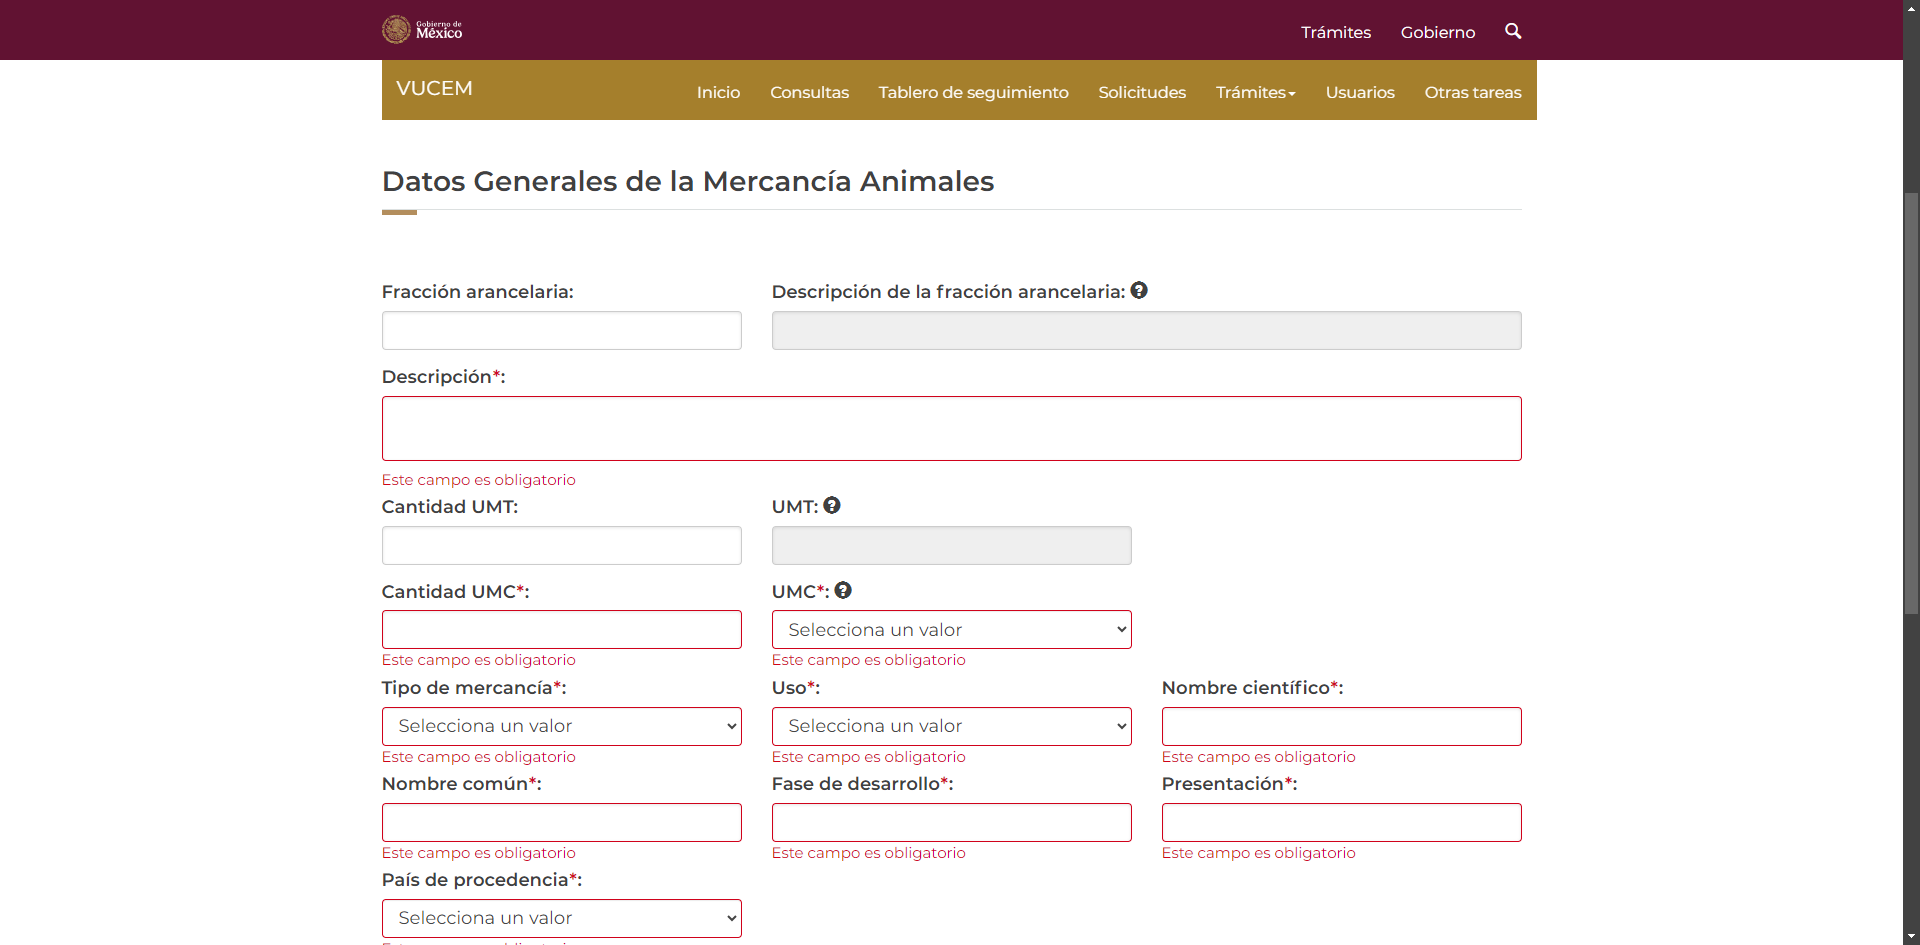 Gobierno de
México
Trámites Gobierno
VUCEM
Inicio Consultas Tablero de seguimiento Solicitudes Trámites Usuarios Otras tareas
Datos Generales de la Mercancía Animales
Fracción arancelaria: Descripción de la fracción arancelaria:
Descripción*:
Este campo es obligatorio
Cantidad UMT: UMT:
Cantidad UMC*: UMC*:
Selecciona un valor
Este campo es obligatorio Este campo es obligatorio
Tipo de mercancía*: Uso*: Nombre científico*:
Selecciona un valor Selecciona un valor
Este campo es obligatorio Este campo es obligatorio Este campo es obligatorio
Nombre común*: Fase de desarrollo*: Presentación*:
Este campo es obligatorio Este campo es obligatorio Este campo es obligatorio
País de procedencia*:
Selecciona un valor